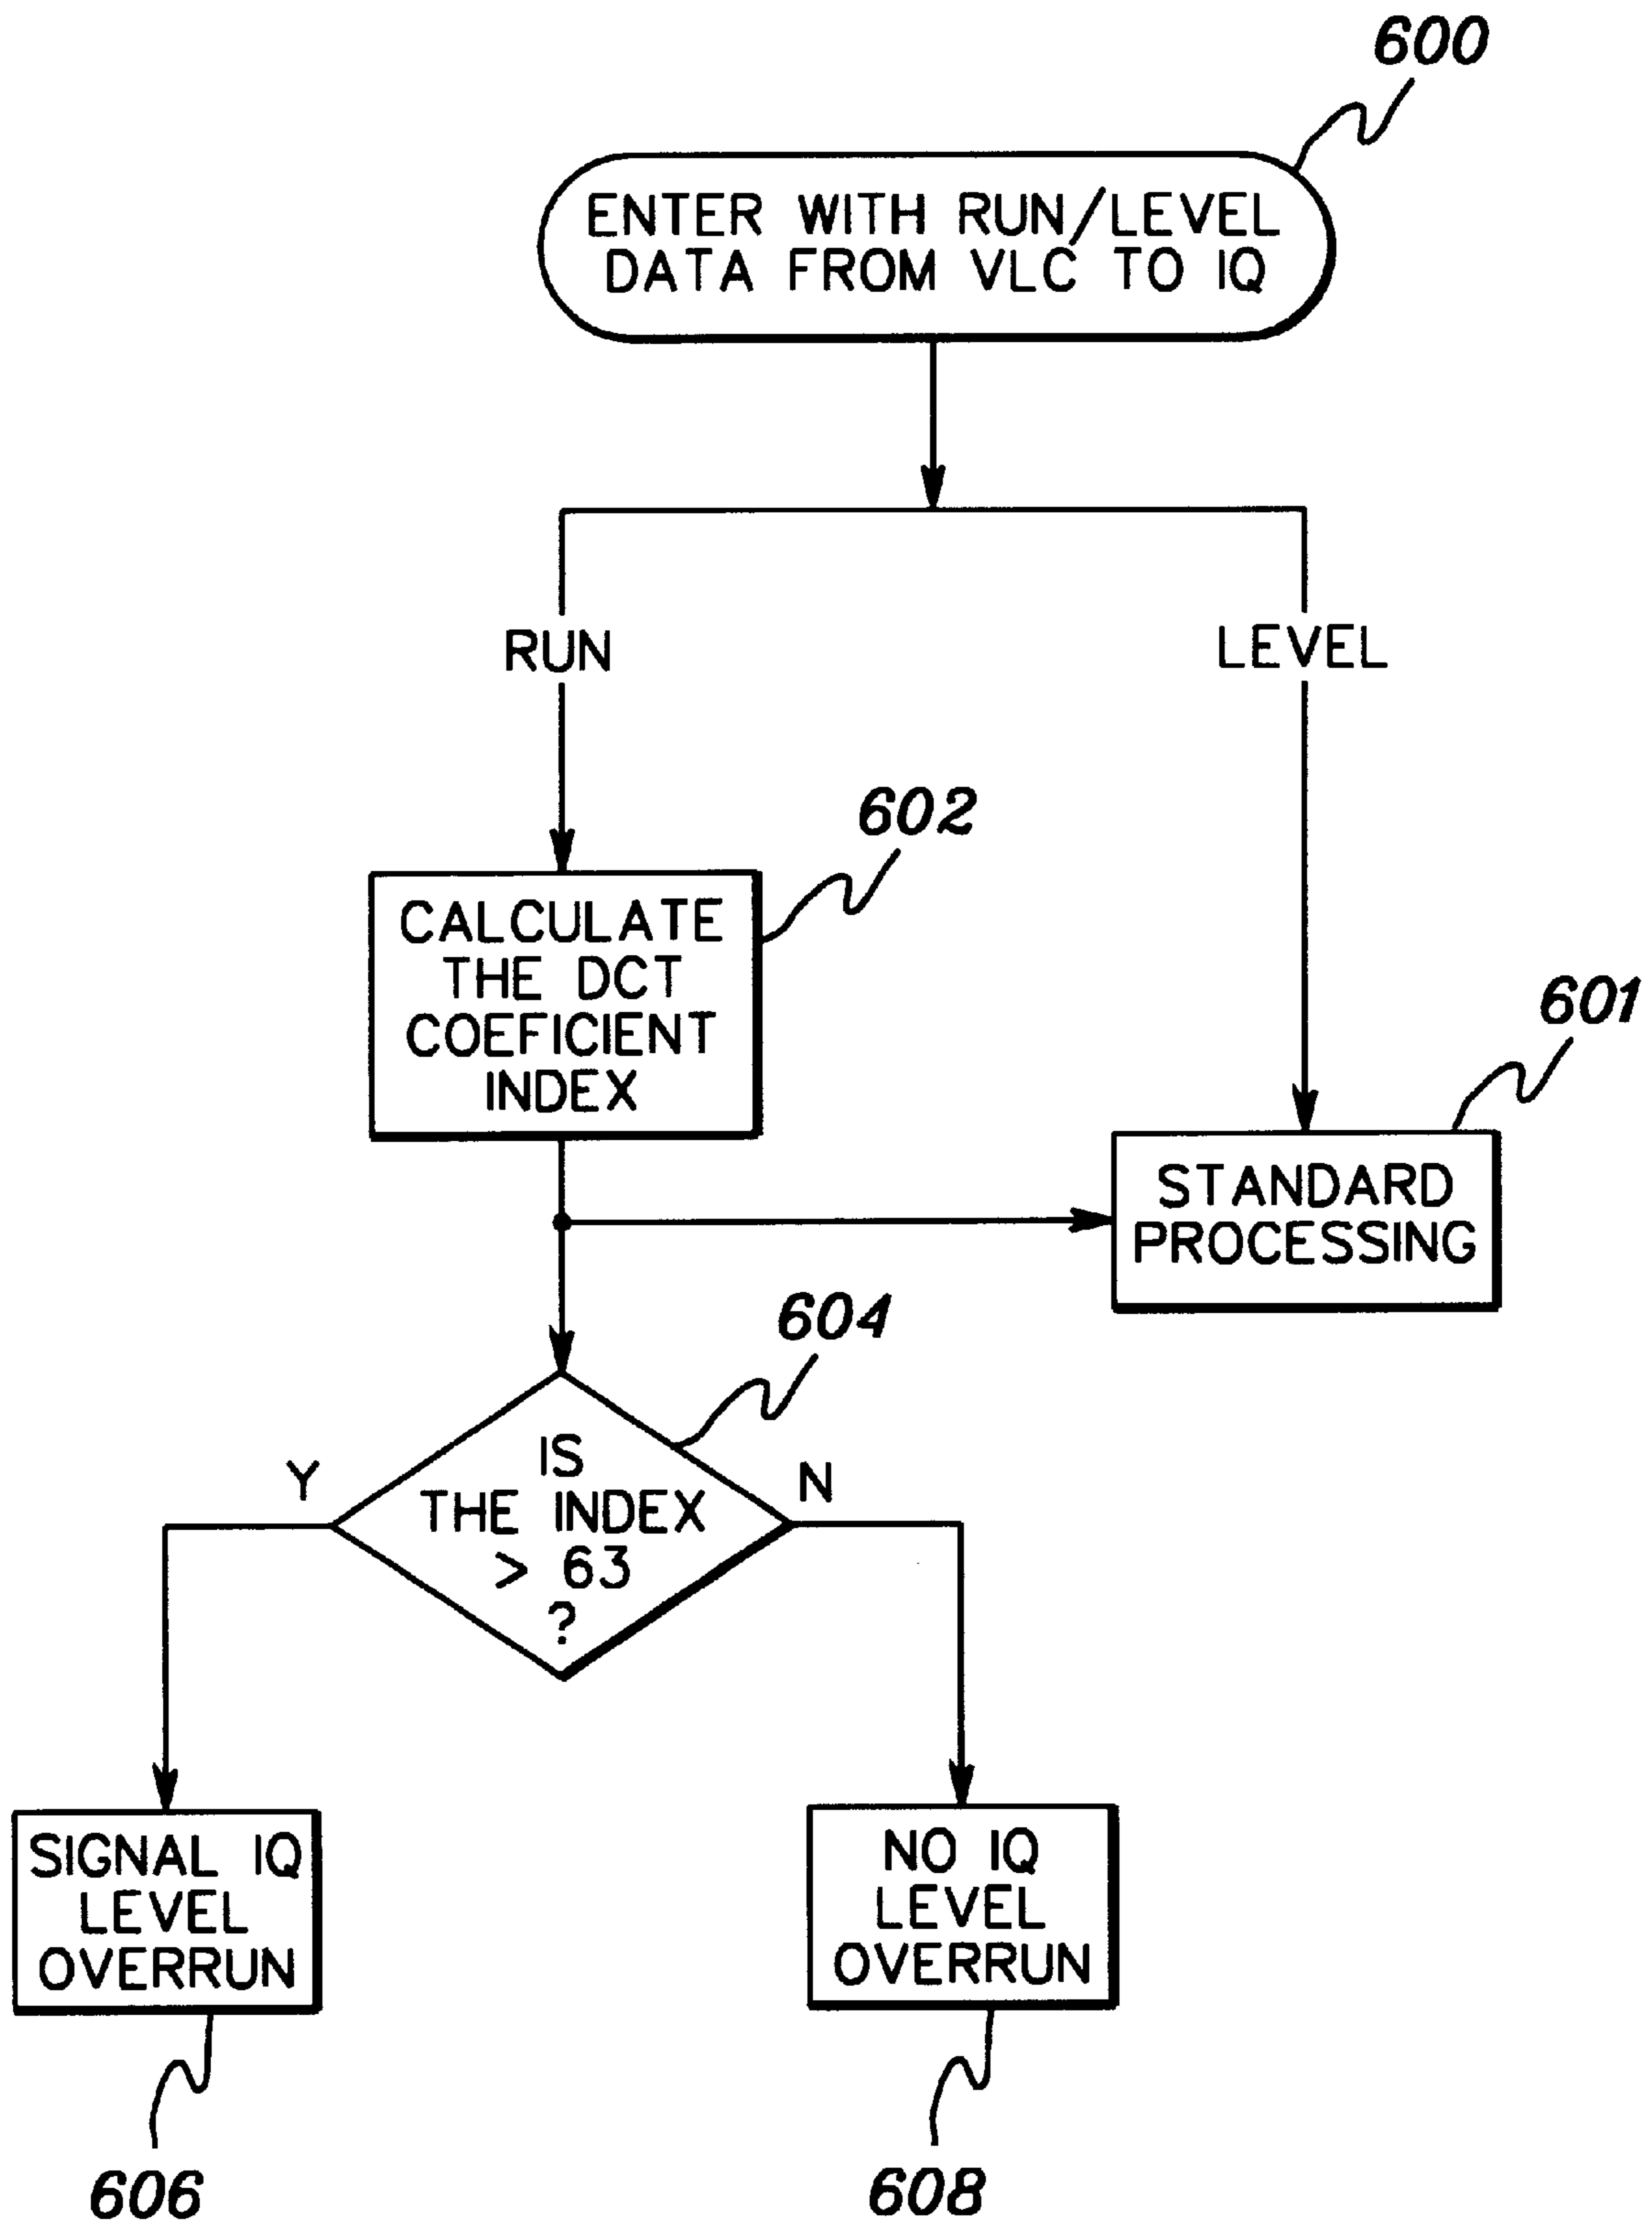 600
ENTER WITH RUN/LEVEL
DATA FROM VLC TO IQ
RUN
LEVEL
602
CALCULATE
THE DCT
COEFICIENT
INDEX
601
STANDARD
PROCESSING
604
IS
THE INDEX
> 63
?
Y
N
SIGNAL IQ
LEVEL
OVERRUN
NO IQ
LEVEL
OVERRUN
606
608